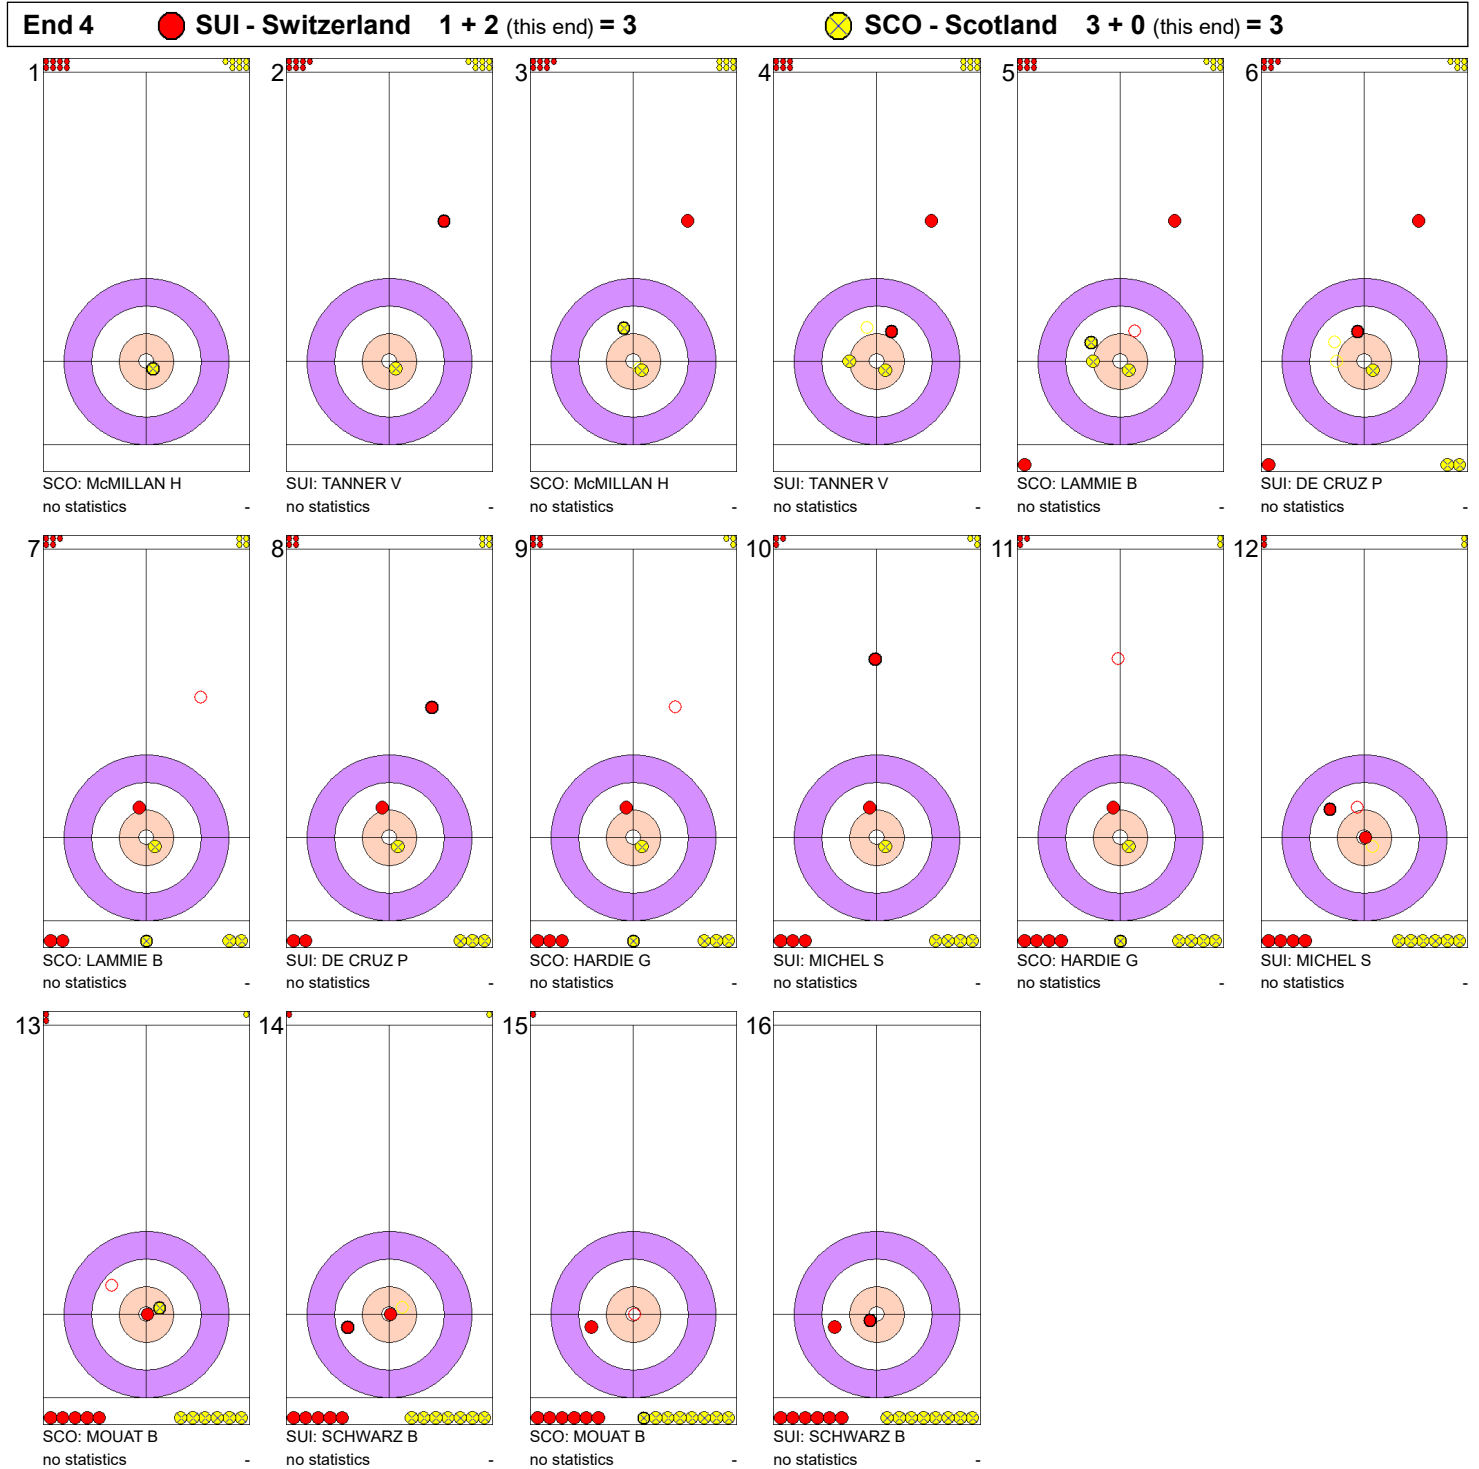 End 4 SUI - Switzerland 1 + 2 (this end) = 3 SCO - Scotland 3 + 0 (this end) = 3
1 2 3 4 5 6
SCO: McMILLAN H SUI: TANNER V SCO: McMILLAN H SUI: TANNER V SCO: LAMMIE B SUI: DE CRUZ P
no statistics - no statistics - no statistics - no statistics - no statistics - no statistics -
7 8 9 10 11 12
SCO: LAMMIE B SUI: DE CRUZ P SCO: HARDIE G SUI: MICHEL S SCO: HARDIE G SUI: MICHEL S
no statistics - no statistics - no statistics - no statistics - no statistics - no statistics -
13 14 15 16
SCO: MOUAT B SUI: SCHWARZ B SCO: MOUAT B SUI: SCHWARZ B
no statistics - no statistics - no statistics - no statistics -